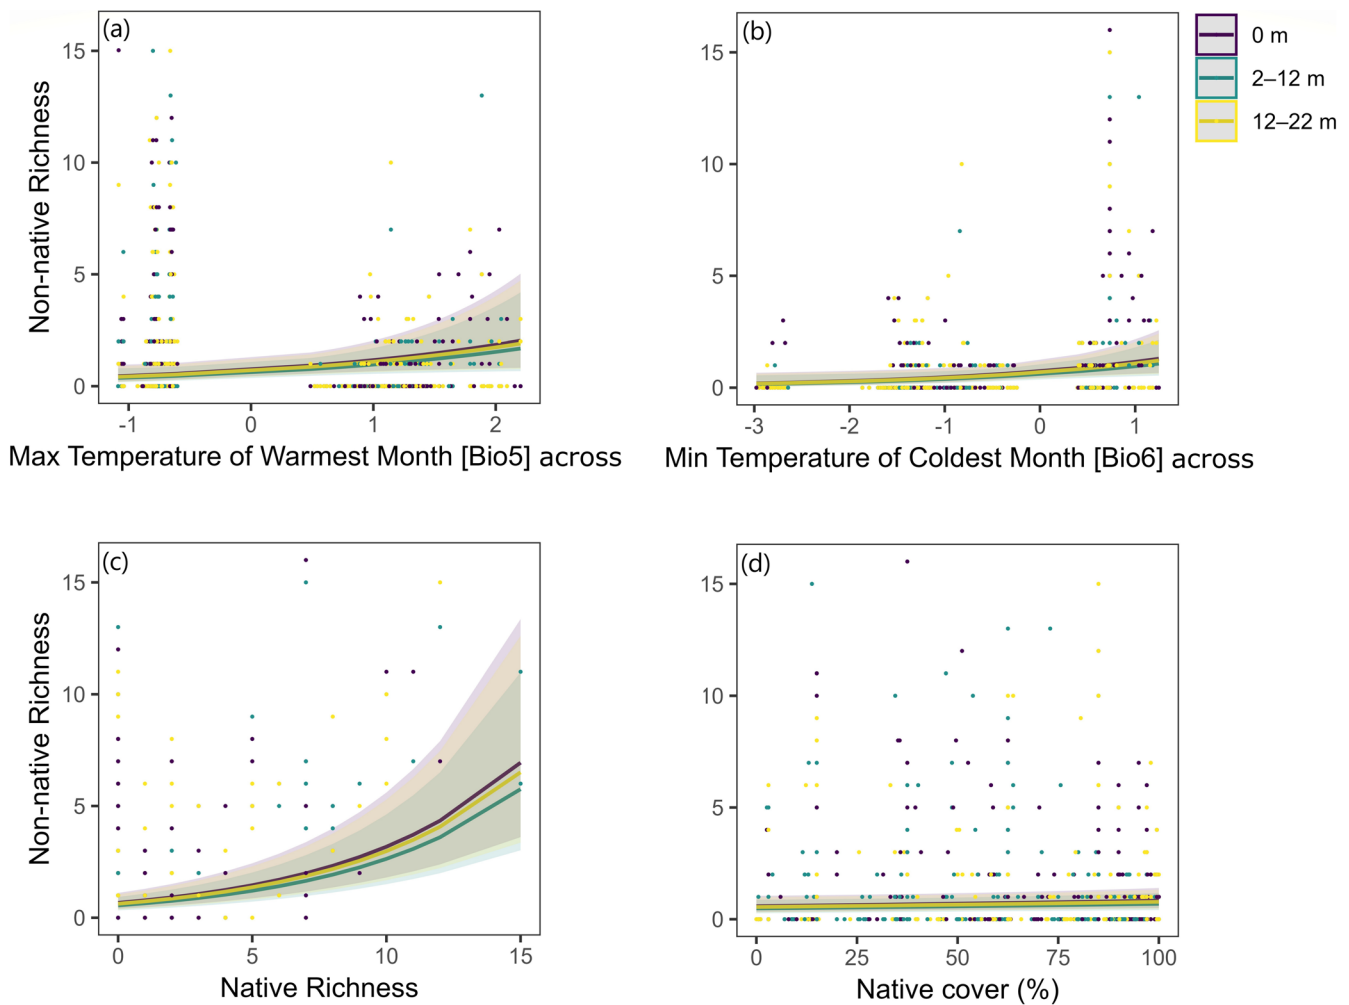 (a)
15
10
5
0
Non-native Richness
-1 0 1 2
Max Temperature of Warmest Month [Bio5] across
(b)
15
10
5
0
-3 -2 -1 0 1
Min Temperature of Coldest Month [Bio6] across
0 m
2–12 m
12–22 m
(c)
15
10
5
0
Non-native Richness
0 5 10 15
Native Richness
(d)
15
10
5
0
0 25 50 75 100
Native cover (%)